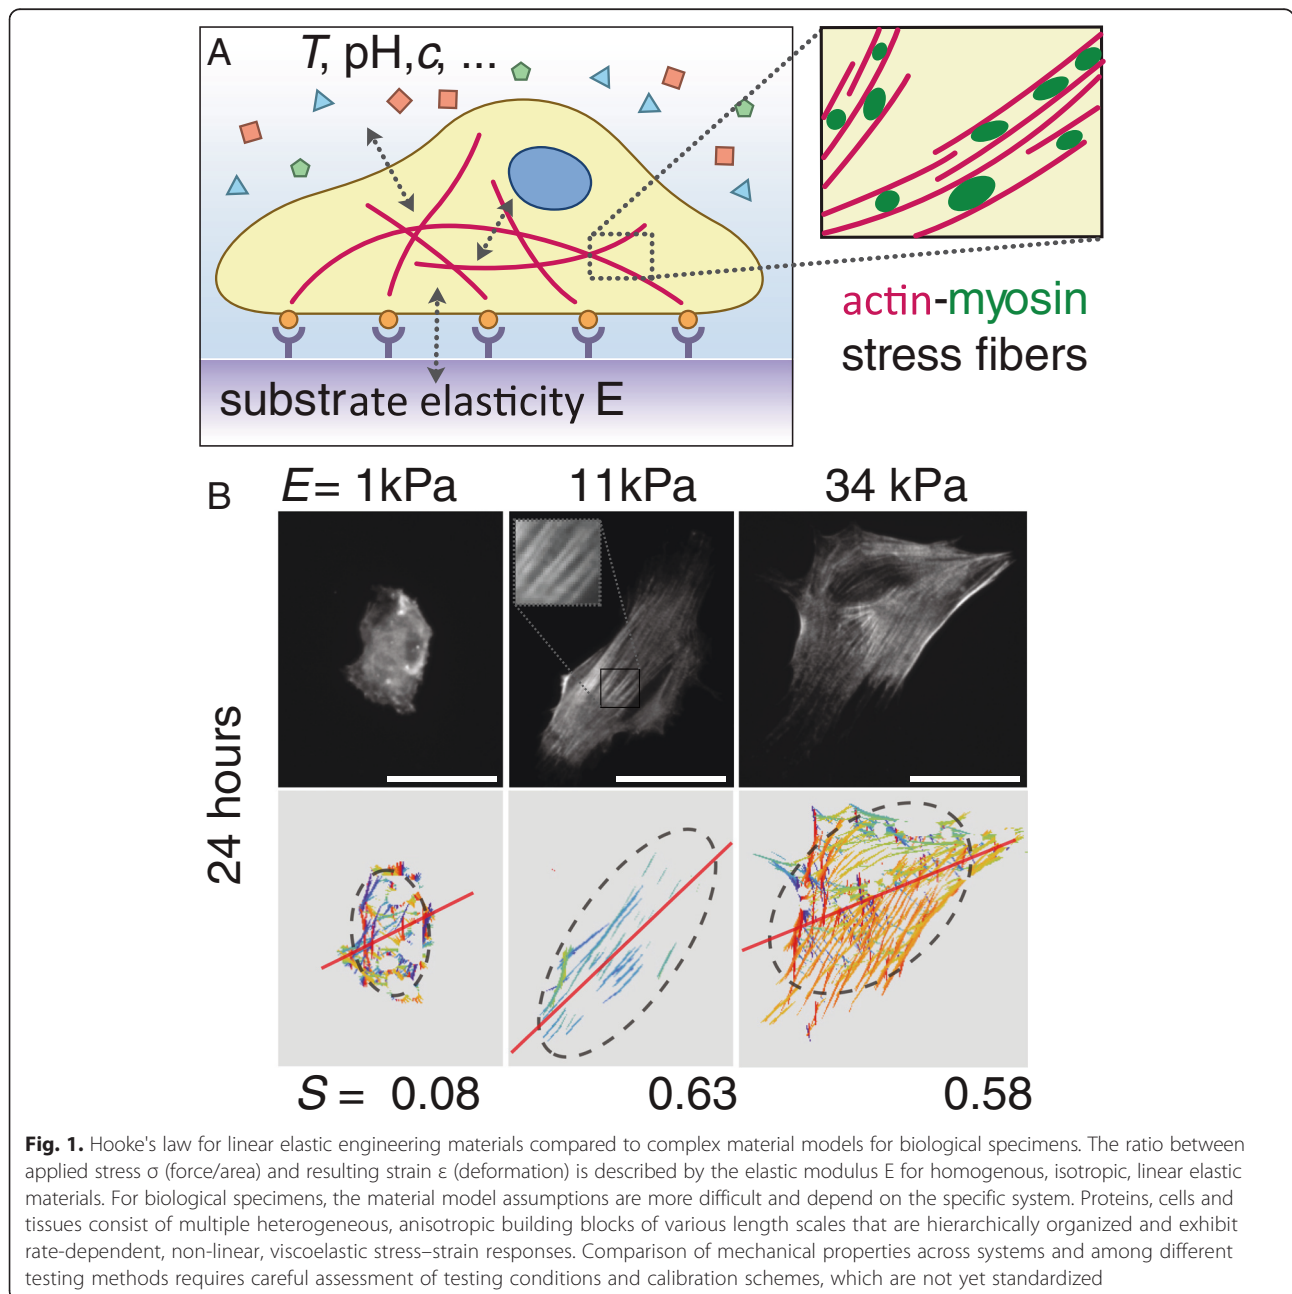 A
T, pH,c, ...
actin-myosin
stress fibers
substrate elasticity E
B
E= 1kPa 11kPa 34 kPa
24 hours
S = 0.08 0.63 0.58
Fig. 1. Hooke's law for linear elastic engineering materials compared to complex material models for biological specimens. The ratio between
applied stress σ (force/area) and resulting strain ε (deformation) is described by the elastic modulus E for homogenous, isotropic, linear elastic
materials. For biological specimens, the material model assumptions are more difficult and depend on the specific system. Proteins, cells and
tissues consist of multiple heterogeneous, anisotropic building blocks of various length scales that are hierarchically organized and exhibit
rate-dependent, non-linear, viscoelastic stress–strain responses. Comparison of mechanical properties across systems and among different
testing methods requires careful assessment of testing conditions and calibration schemes, which are not yet standardized